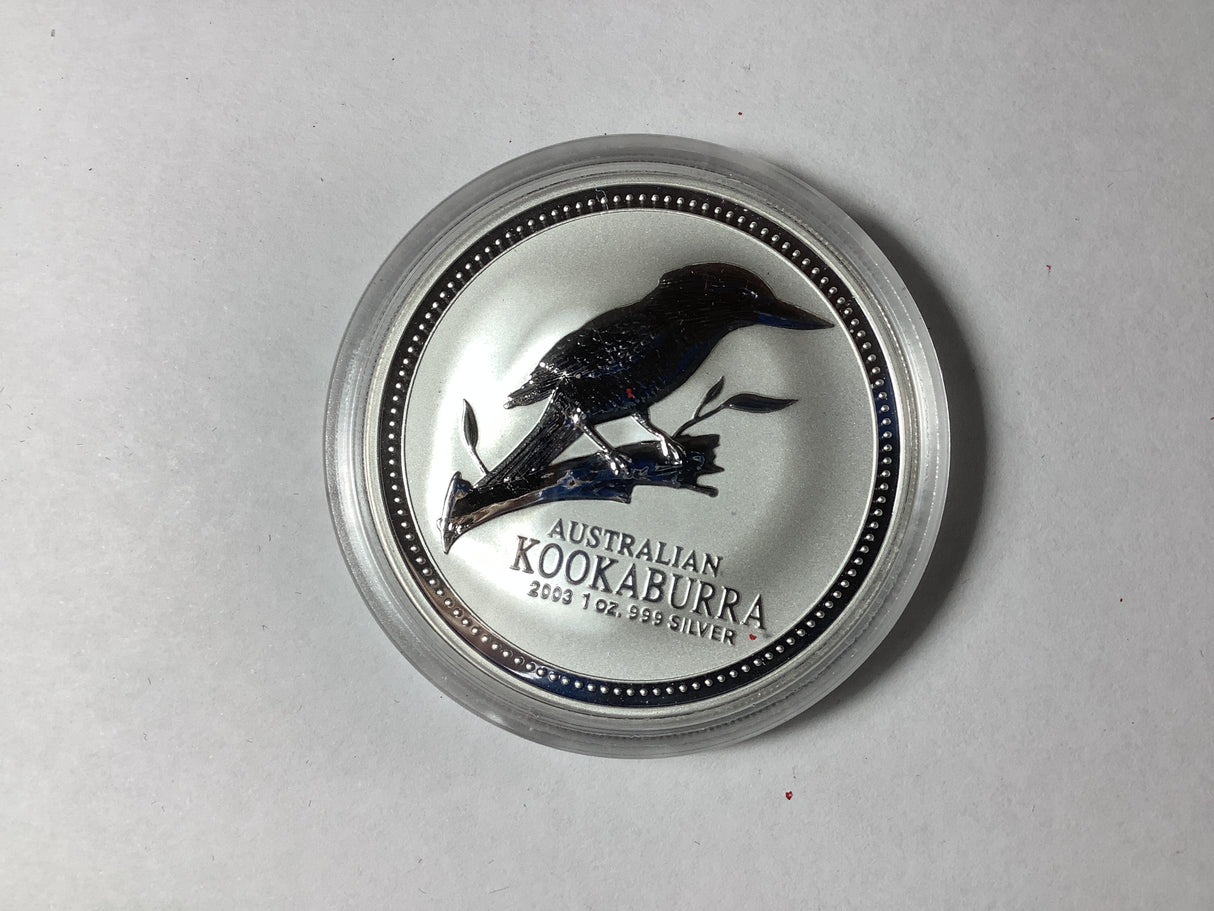 AUSTRALIAN
KOOKABURRA
2003 1 oz. 999 SILVER